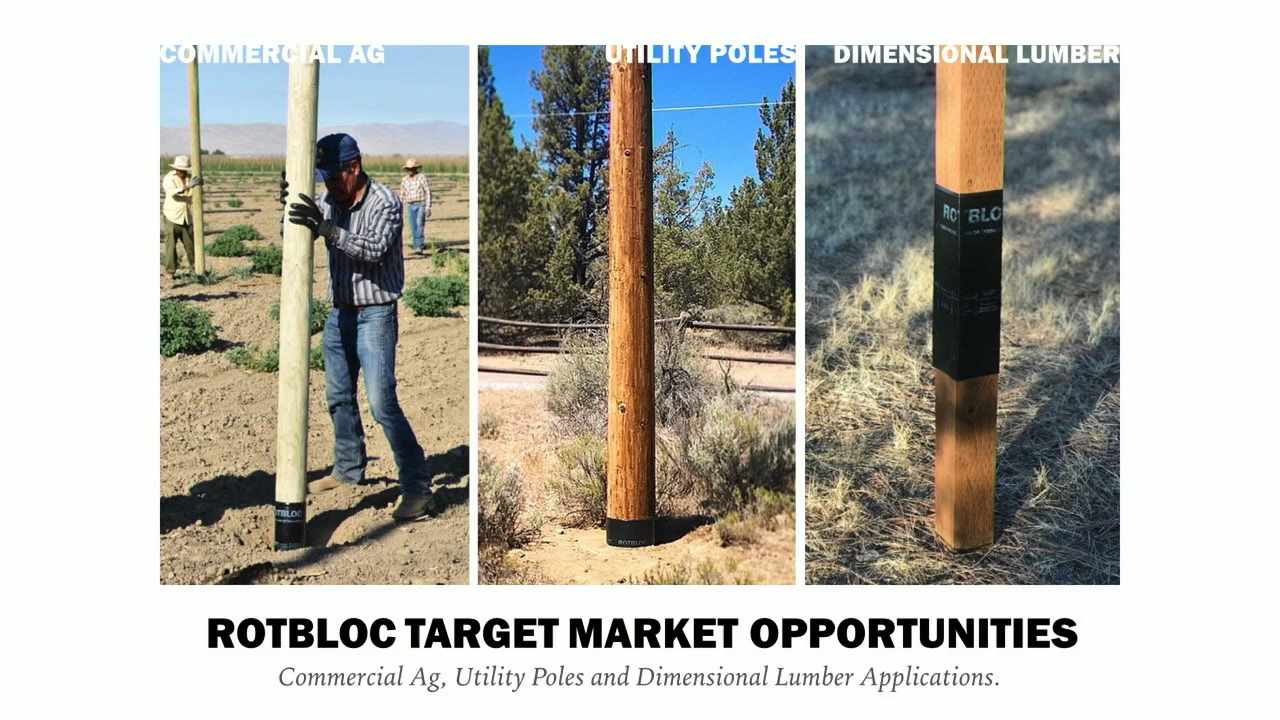 COMMERCIAL AG
UTILITY POLES
DIMENSIONAL LUMBER
ROTBLOC
ROTBLOC
ROTBLOC TARGET MARKET OPPORTUNITIES
Commercial Ag, Utility Poles and Dimensional Lumber Applications.